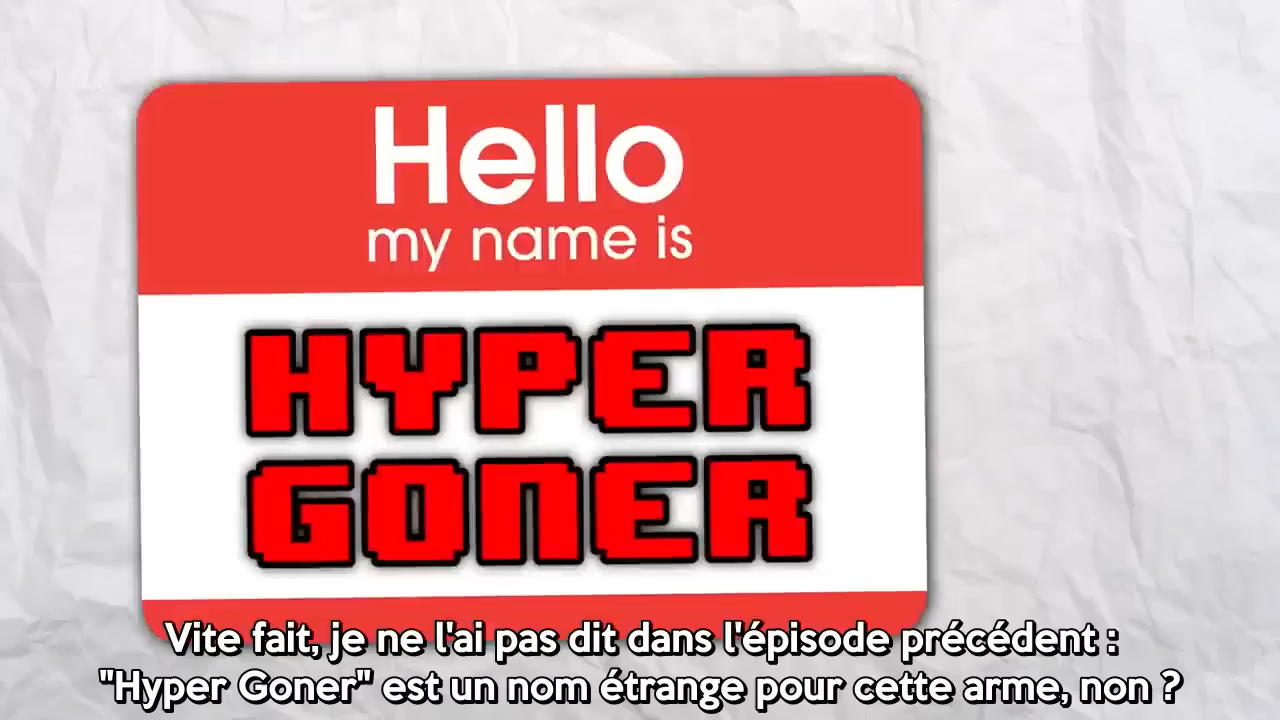 Hello
my name is
HYPER
GONER
Vite fait, je ne l'ai pas dit dans l'épisode précédent :
"Hyper Goner" est un nom étrange pour cette arme, non ?